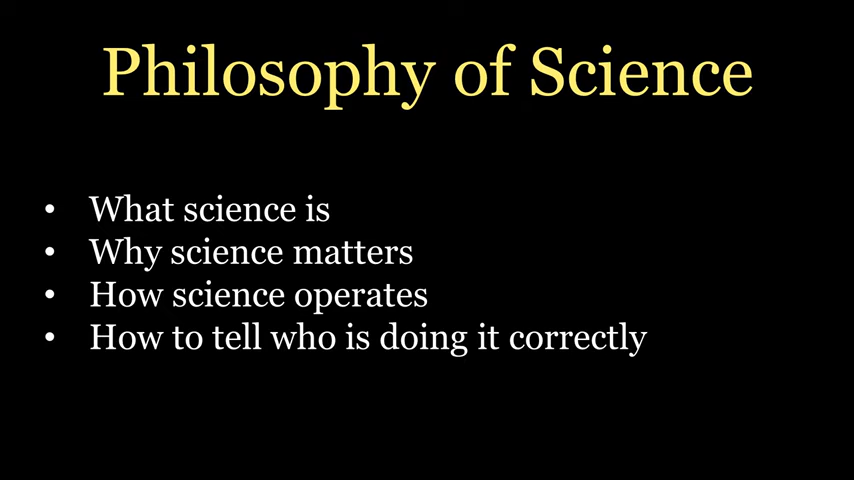 Philosophy of Science
• What science is
• Why science matters
• How science operates
• How to tell who is doing it correctly